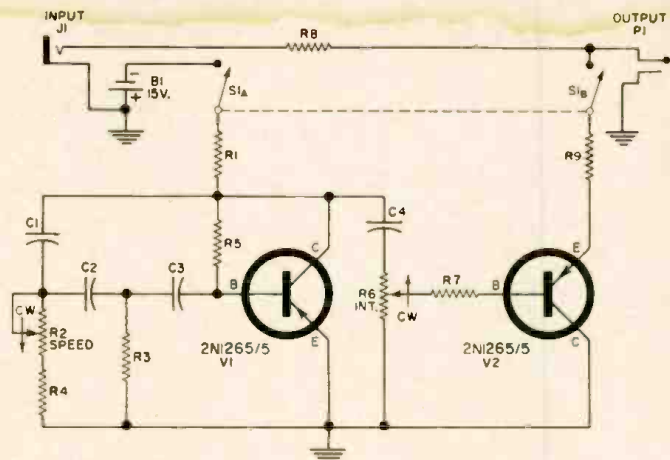 INPUT
J1
V
B1
15V.
R8
OUTPUT
P1
S1A
S1B
R1
R9
C1
C2
C3
R5
C4
C
B
E
CW
R2
SPEED
R3
R4
2N1265/5
V1
R6
INT.
CW
R7
B
E
C
2N1265/5
V2